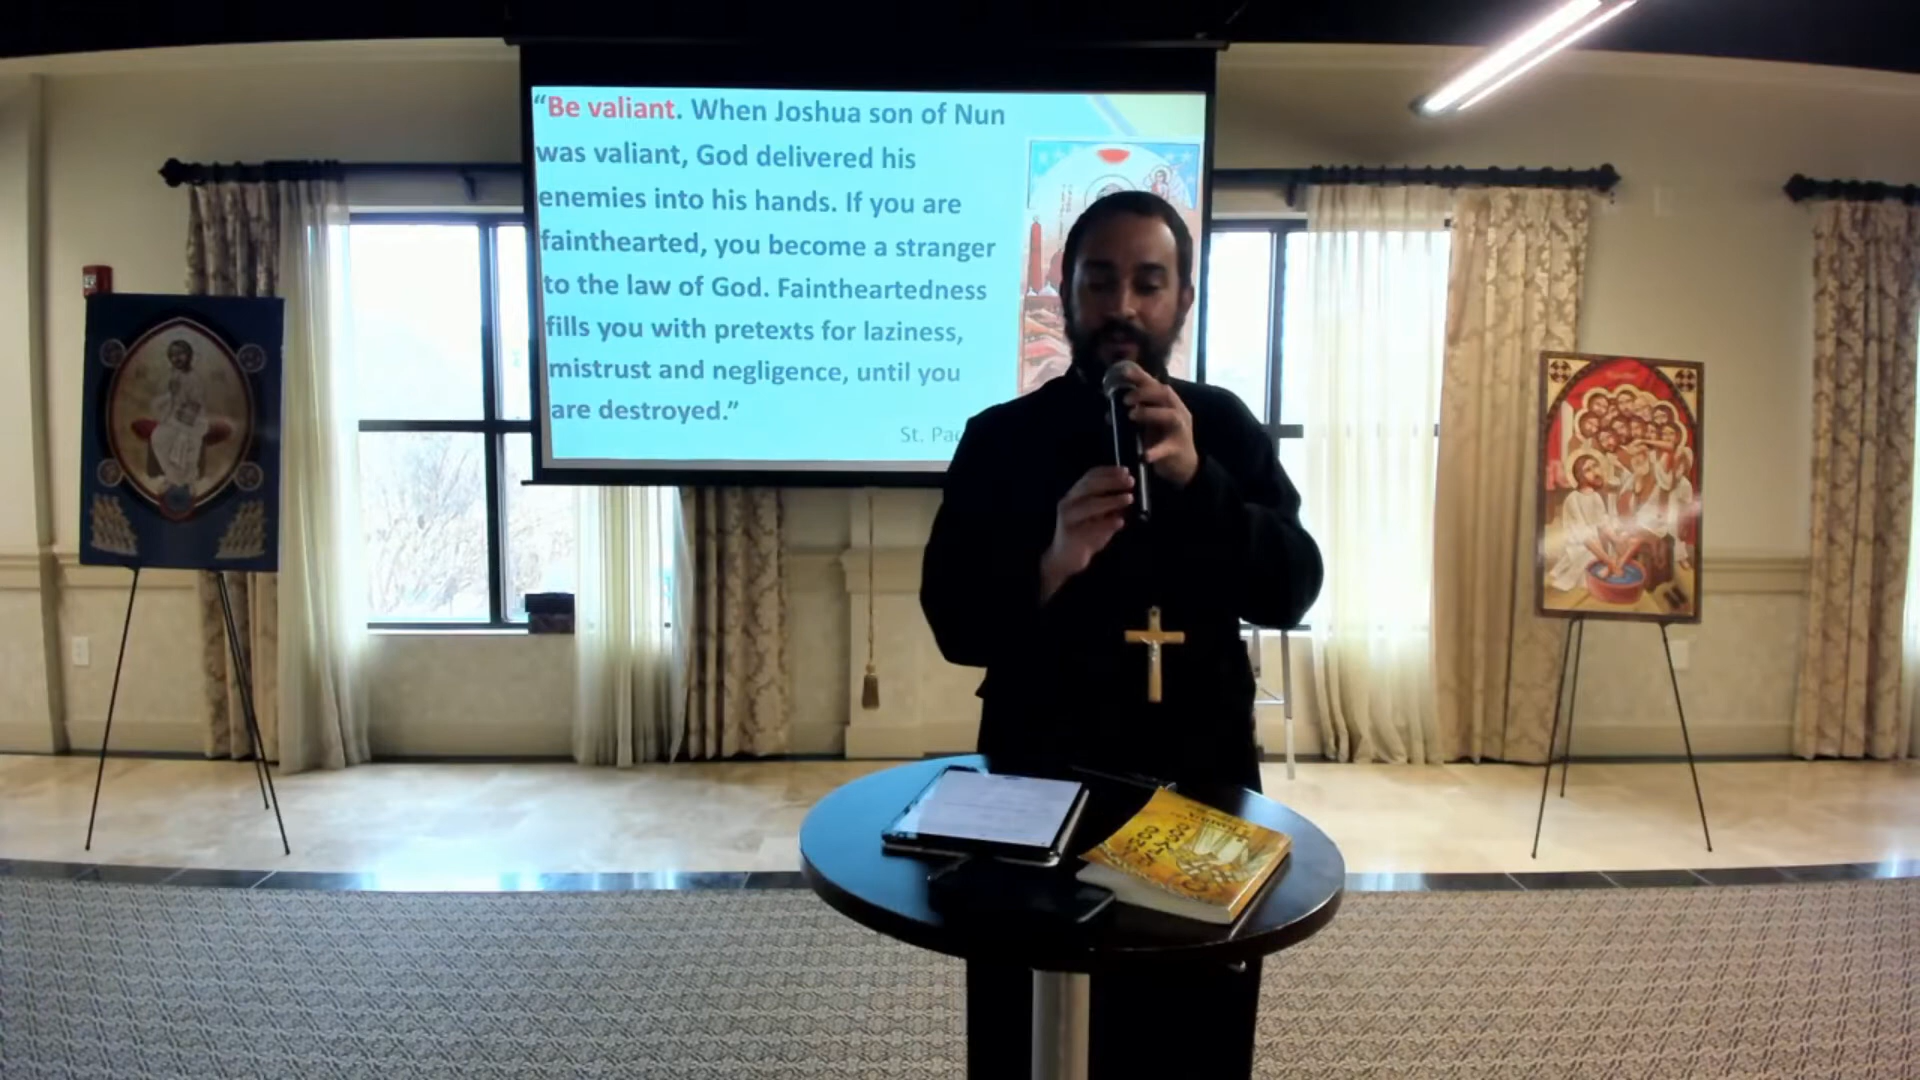 “Be valiant. When Joshua son of Nun
was valiant, God delivered his
enemies into his hands. If you are
fainthearted, you become a stranger
to the law of God. Faintheartedness
fills you with pretexts for laziness,
mistrust and negligence, until you
are destroyed.”
St.